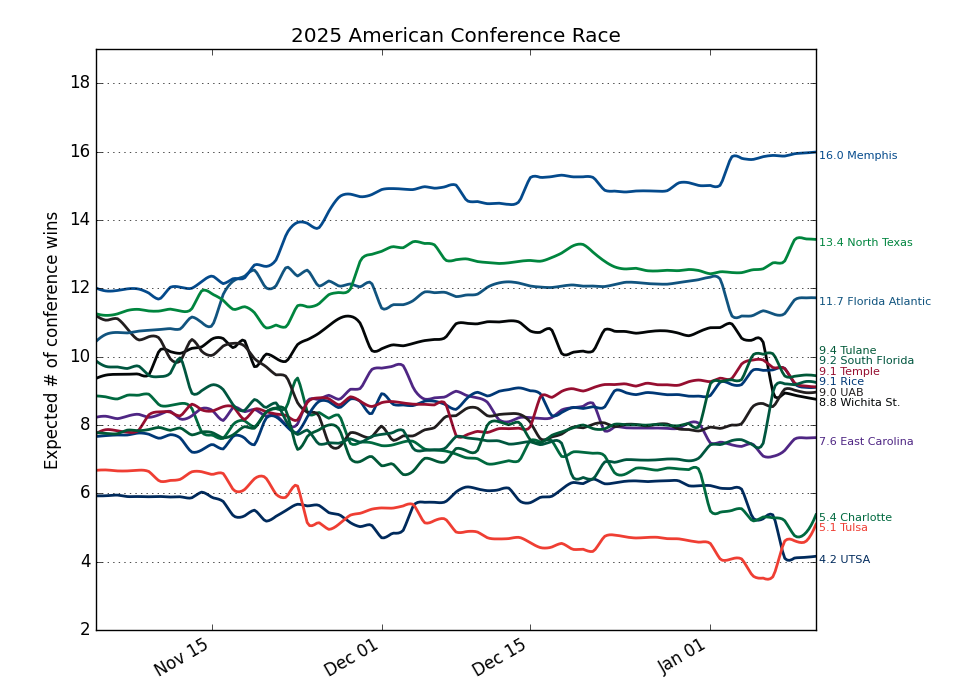 2025 American Conference Race
Expected # of conference wins
18
16
14
12
10
8
6
4
2
Nov 15
Dec 01
Dec 15
Jan 01
16.0 Memphis
13.4 North Texas
11.7 Florida Atlantic
9.4 Tulane
9.2 South Florida
9.1 Temple
9.1 Rice
9.0 UAB
8.8 Wichita St.
7.6 East Carolina
5.4 Charlotte
5.1 Tulsa
4.2 UTSA